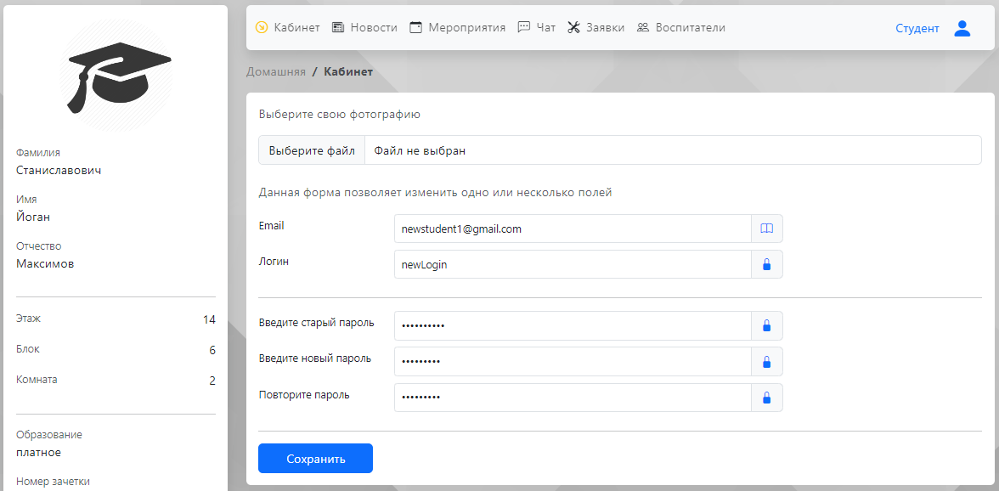 Фамилия
Станиславович
Имя
Йоган
Отчество
Максимов
Этаж 14
Блок 6
Комната 2
Образование
платное
Номер зачетки
Кабинет Новости Мероприятия Чат Заявки Воспитатели Студент
Домашняя / Кабинет
Выберите свою фотографию
Выберите файл Файл не выбран
Данная форма позволяет изменить одно или несколько полей
Email newstudent1@gmail.com
Логин newLogin
Введите старый пароль ••••••••••
Введите новый пароль •••••••••
Повторите пароль •••••••••
Сохранить